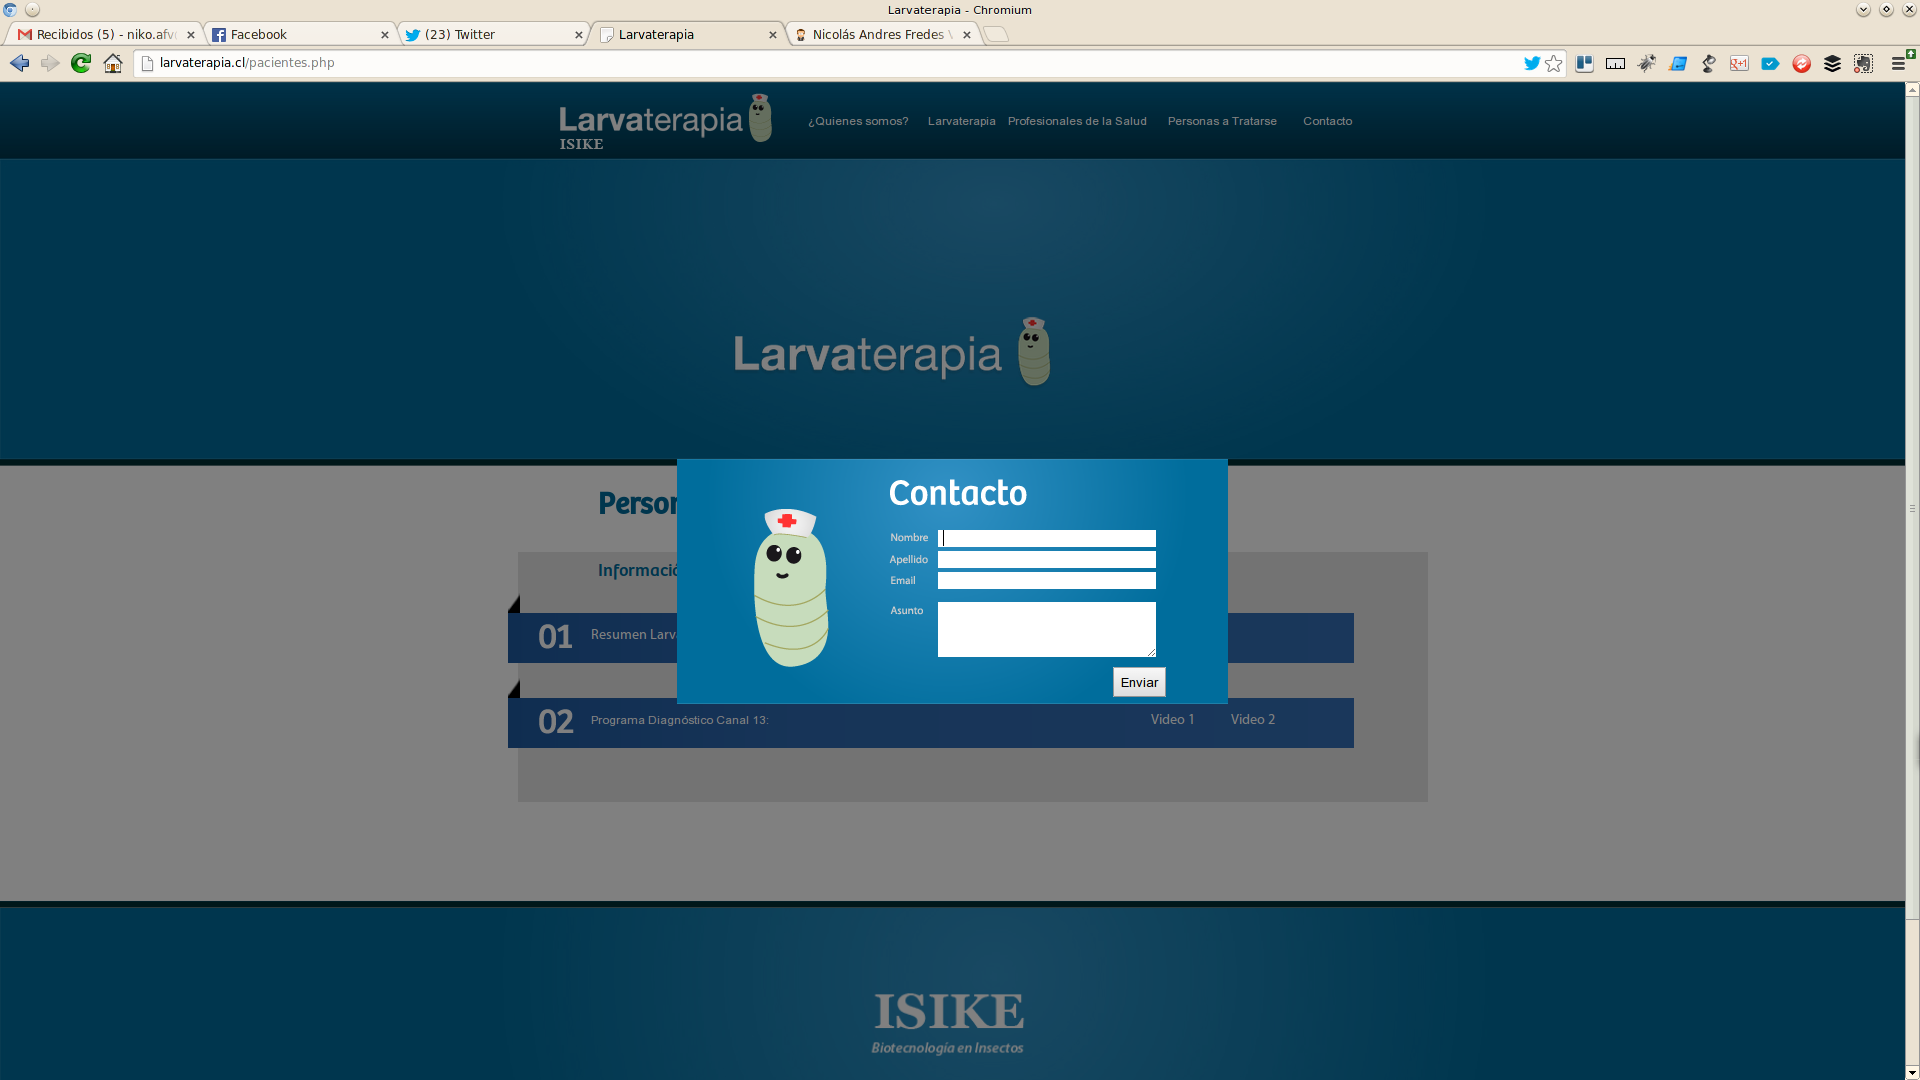 Larvaterapia - Chromium
Recibidos (5) - niko.afv
Facebook
(23) Twitter
Larvaterapia
Nicolás Andres Fredes
larvaterapia.cl/pacientes.php
Larvaterapia
ISIKE
¿Quienes somos? Larvaterapia Profesionales de la Salud Personas a Tratarse Contacto
Larvaterapia
Contacto
Nombre
Apellido
Email
Asunto
Enviar
Person
Informació
01 Resumen Larv
02 Programa Diagnóstico Canal 13: Video 1 Video 2
ISIKE
Biotecnología en Insectos